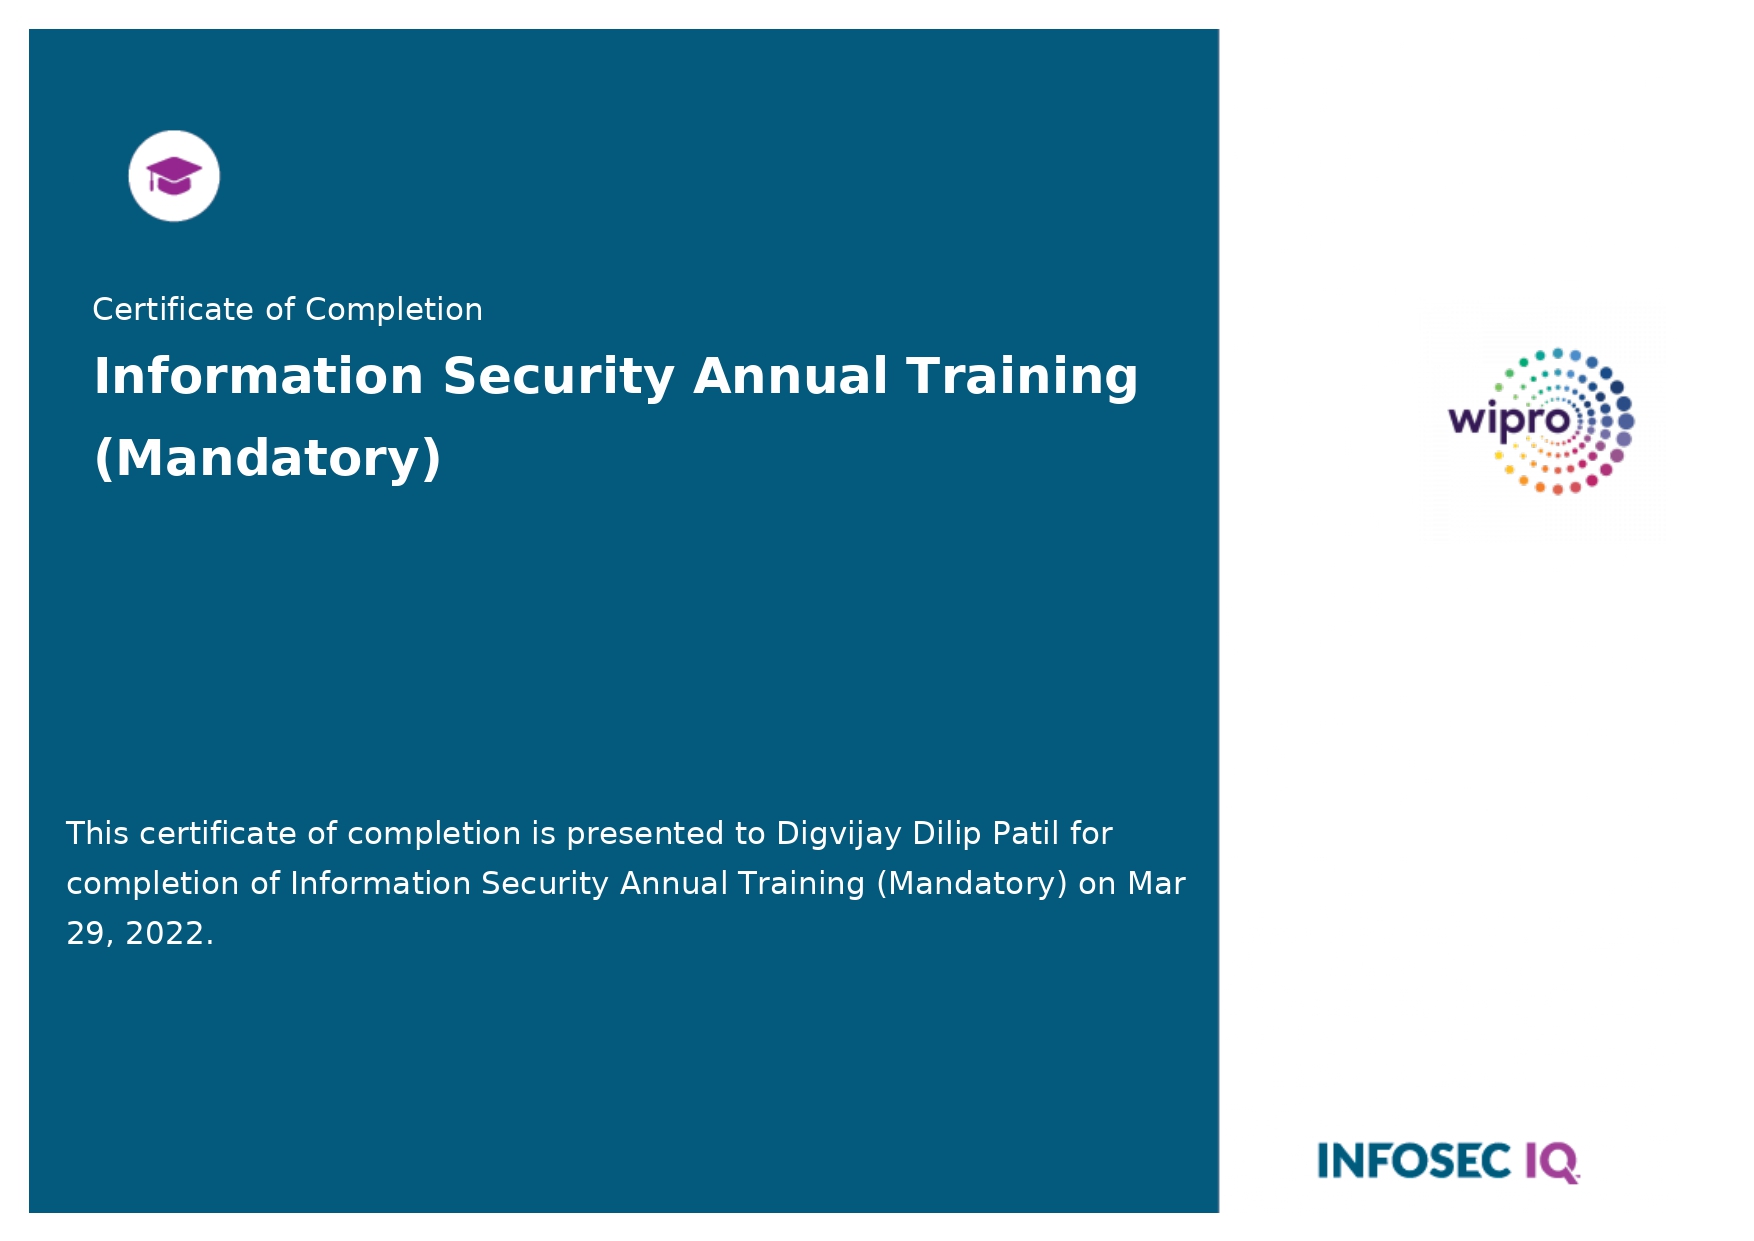 Certificate of Completion
Information Security Annual Training
(Mandatory)
wipro
This certificate of completion is presented to Digvijay Dilip Patil for
completion of Information Security Annual Training (Mandatory) on Mar
29, 2022.
INFOSEC IQ